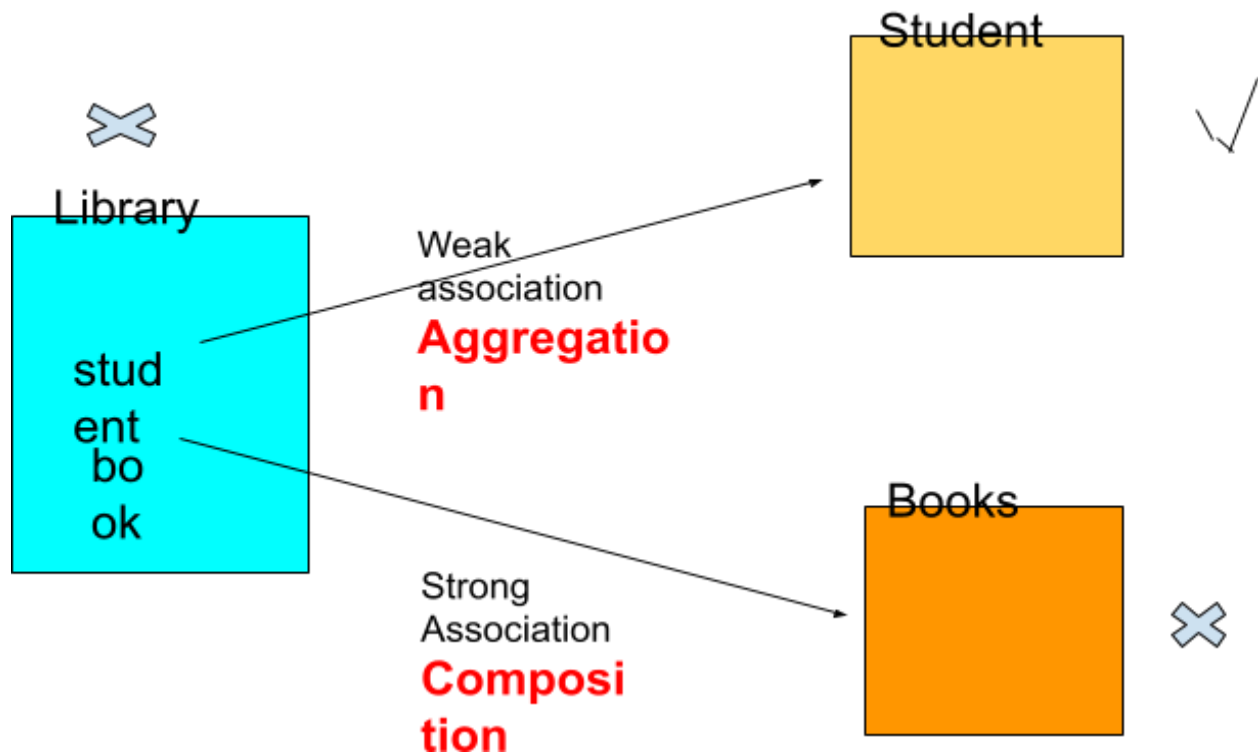 Student
Library
Weak
association
Aggregatio
n
stud
ent
bo
ok
Books
Strong
Association
Composi
tion